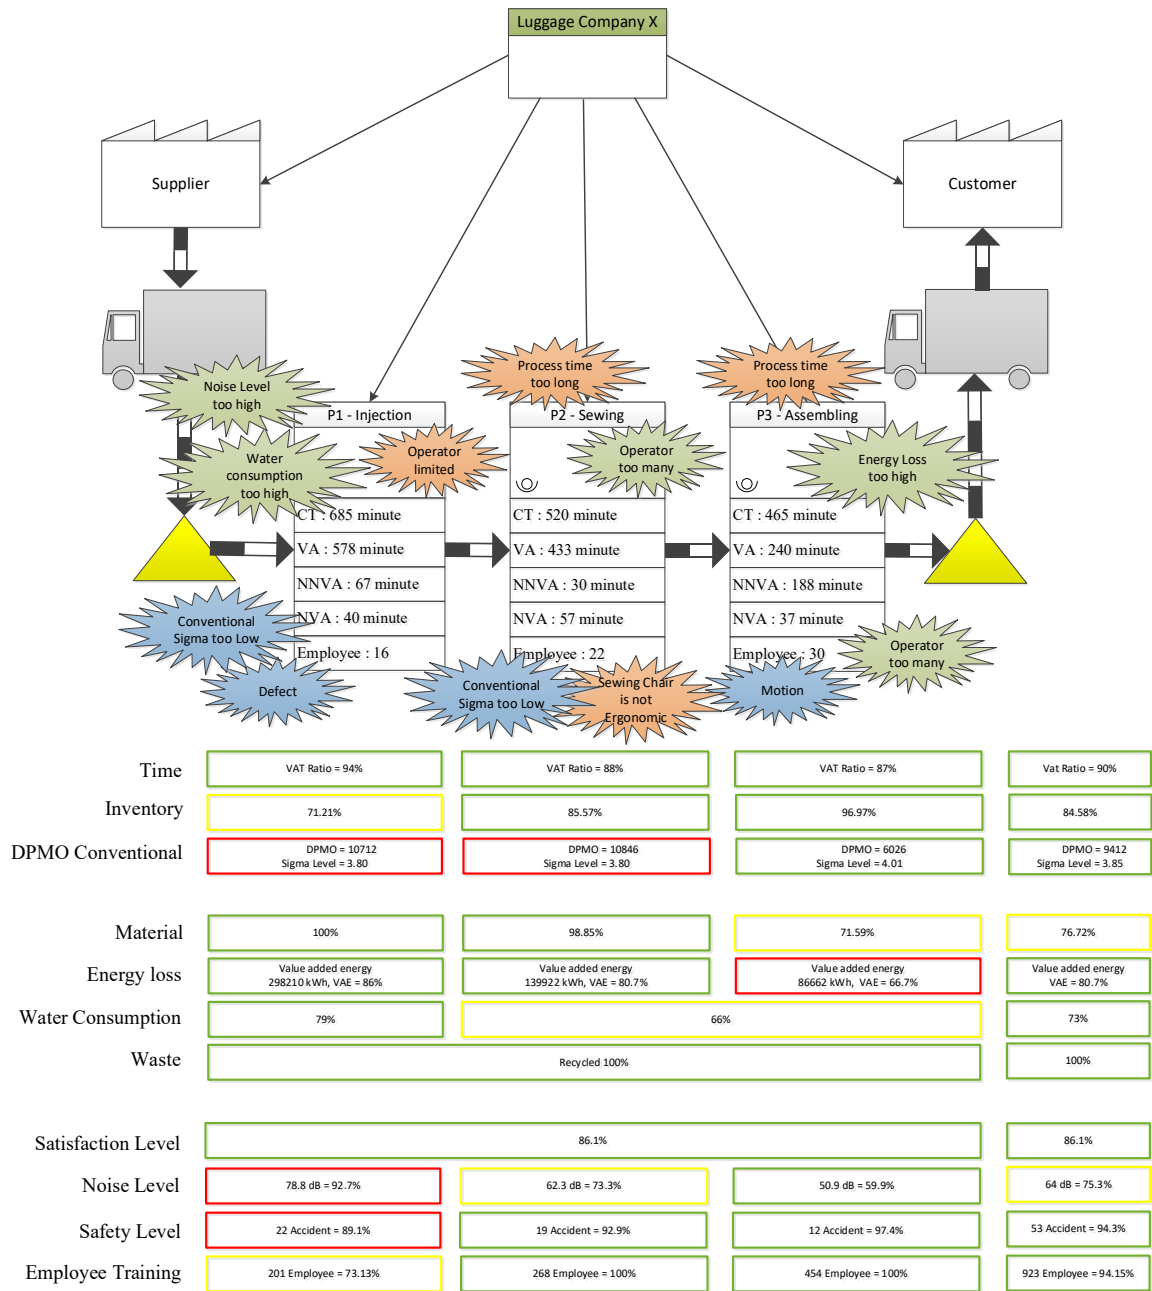 Luggage Company X
Supplier
Customer
Noise Level
too high
Process time
too long
Process time
too long
P1 - Injection
P2 - Sewing
P3 - Assembling
Water
consumption
too high
Operator
limited
Operator
too many
Energy Loss
too high
CT : 685 minute
CT : 520 minute
CT : 465 minute
VA : 578 minute
VA : 433 minute
VA : 240 minute
NNVA : 67 minute
NNVA : 30 minute
NNVA : 188 minute
NVA : 40 minute
NVA : 57 minute
NVA : 37 minute
Employee : 16
Employee : 22
Employee : 30
Conventional
Sigma too Low
Operator
too many
Defect
Conventional
Sigma too Low
Sewing Chair
is not
Ergonomic
Motion
Time
VAT Ratio = 94%
VAT Ratio = 88%
VAT Ratio = 87%
Vat Ratio = 90%
Inventory
71.21%
85.57%
96.97%
84.58%
DPMO Conventional
DPMO = 10712
Sigma Level = 3.80
DPMO = 10846
Sigma Level = 3.80
DPMO = 6026
Sigma Level = 4.01
DPMO = 9412
Sigma Level = 3.85
Material
100%
98.85%
71.59%
76.72%
Energy loss
Value added energy
298210 kWh, VAE = 86%
Value added energy
139922 kWh, VAE = 80.7%
Value added energy
86662 kWh, VAE = 66.7%
Value added energy
VAE = 80.7%
Water Consumption
79%
66%
73%
Waste
Recycled 100%
100%
Satisfaction Level
86.1%
86.1%
Noise Level
78.8 dB = 92.7%
62.3 dB = 73.3%
50.9 dB = 59.9%
64 dB = 75.3%
Safety Level
22 Accident = 89.1%
19 Accident = 92.9%
12 Accident = 97.4%
53 Accident = 94.3%
Employee Training
201 Employee = 73.13%
268 Employee = 100%
454 Employee = 100%
923 Employee = 94.15%